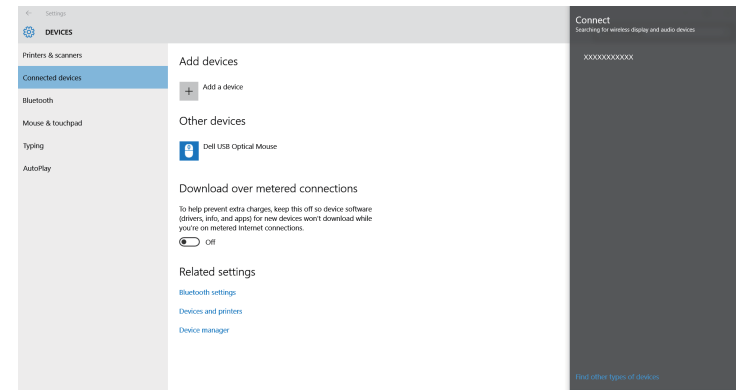 Settings
DEVICES
Printers & scanners
Connected devices
Bluetooth
Mouse & touchpad
Typing
AutoPlay
Add devices
Add a device
Other devices
Dell USB Optical Mouse
Download over metered connections
To help prevent extra charges, keep this off so device software
(drivers, info, and apps) for new devices won't download while
you're on metered Internet connections.
Off
Related settings
Bluetooth settings
Devices and printers
Device manager
Connect
Searching for wireless display and audio devices
XXXXXXXXXXX
Find other types of devices